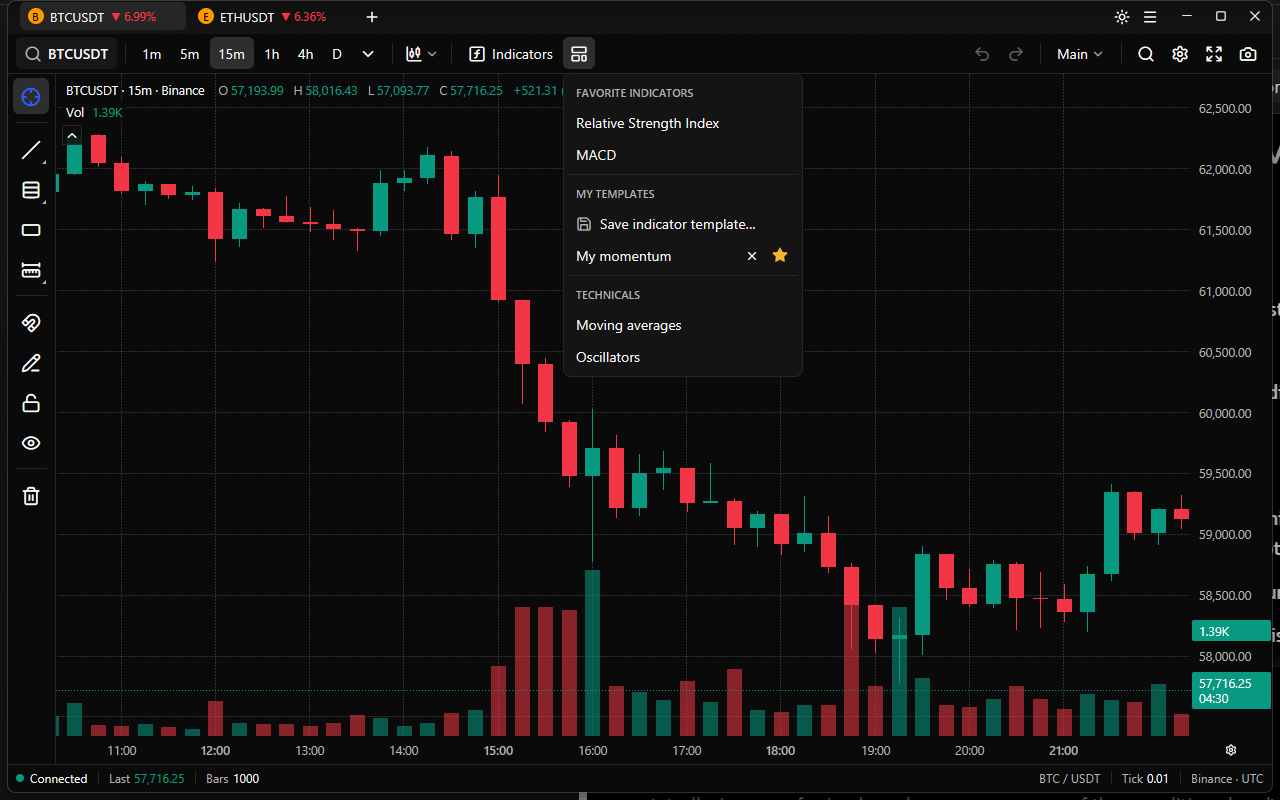 B BTCUSDT ▼ 6.99% E ETHUSDT ▼ 6.36% +
BTCUSDT 1m 5m 15m 1h 4h D Indicators Main
BTCUSDT · 15m · Binance O 57,193.99 H 58,016.43 L 57,093.77 C 57,716.25 +521.31
Vol 1.39K
FAVORITE INDICATORS
Relative Strength Index
MACD
MY TEMPLATES
Save indicator template...
My momentum
TECHNICALS
Moving averages
Oscillators
62,500.00
62,000.00
61,500.00
61,000.00
60,500.00
60,000.00
59,500.00
59,000.00
58,500.00
1.39K
58,000.00
57,716.25
04:30
11:00 12:00 13:00 14:00 15:00 16:00 17:00 18:00 19:00 20:00 21:00
Connected Last 57,716.25 Bars 1000 BTC / USDT Tick 0.01 Binance · UTC